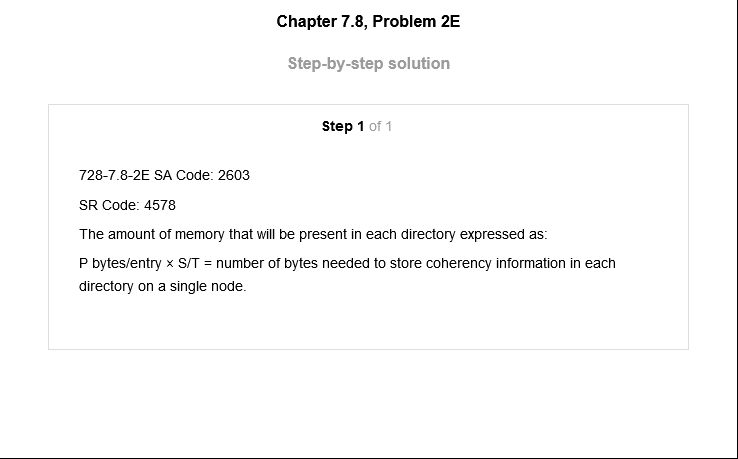 Chapter 7.8, Problem 2E
Step-by-step solution
Step 1 of 1
728-7.8-2E SA Code: 2603
SR Code: 4578
The amount of memory that will be present in each directory expressed as:
P bytes/entry × S/T = number of bytes needed to store coherency information in each
directory on a single node.